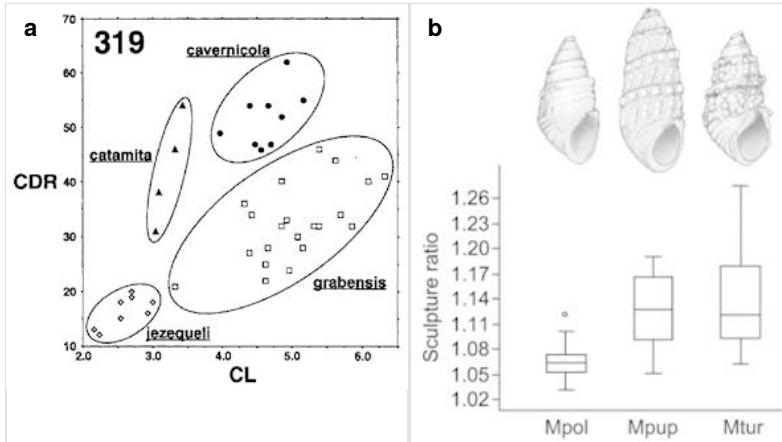 a
319
cavernicola
catamita
grabensis
jezequeli
CDR
70
60
50
40
30
20
10
2.0
3.0
4.0
5.0
6.0
CL
b
Sculpture ratio
1.26
1.23
1.20
1.17
1.14
1.11
1.08
1.05
1.02
Mpol
Mpup
Mtur